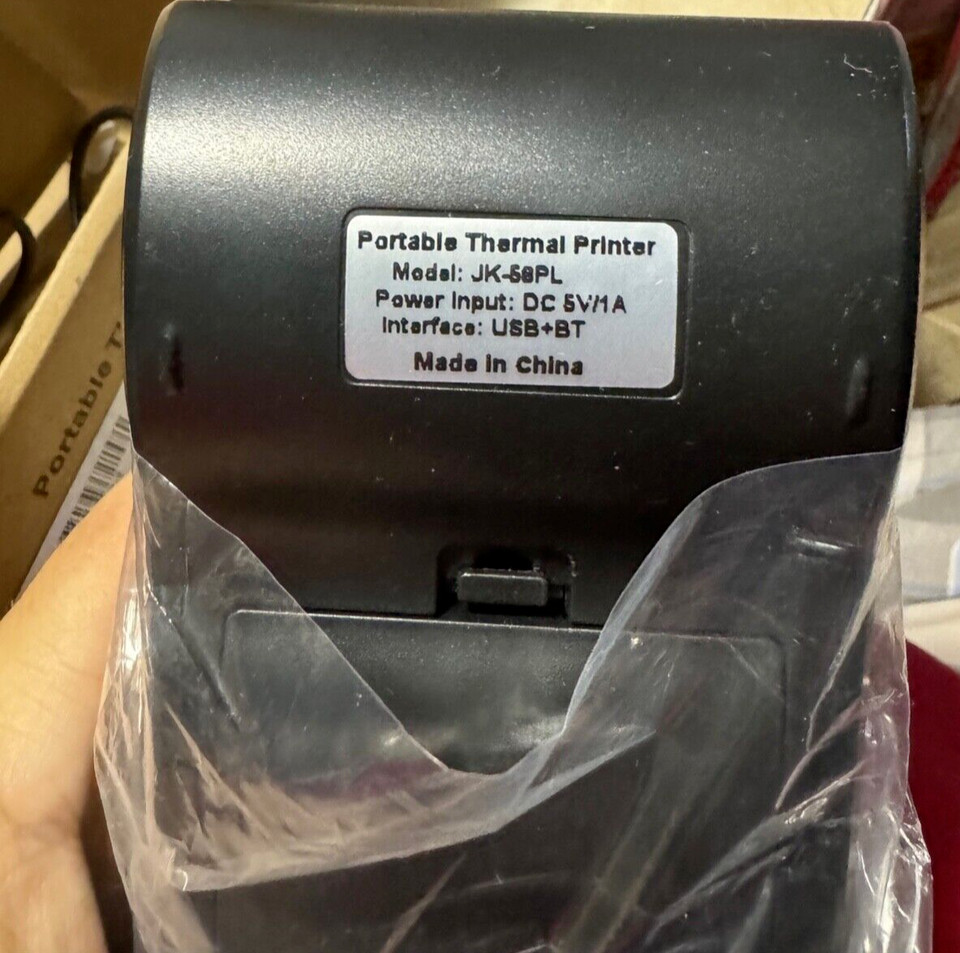 Portable Thermal Printer
Model: JK-58PL
Power Input: DC 5V/1A
Interface: USB+BT
Made in China
Portable T